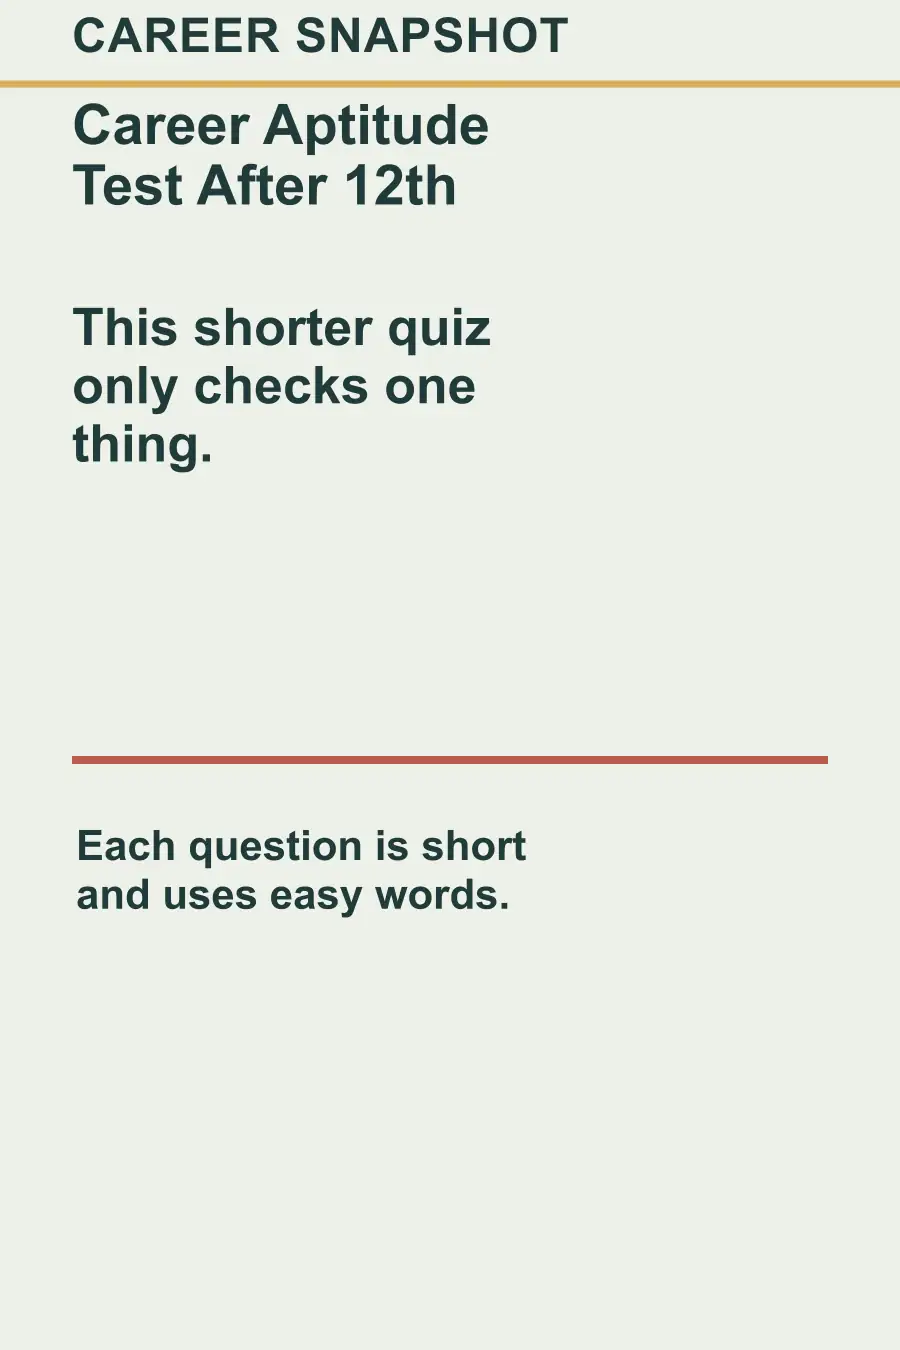 CAREER SNAPSHOT
Career Aptitude
Test After 12th
This shorter quiz
only checks one
thing.
Each question is short
and uses easy words.